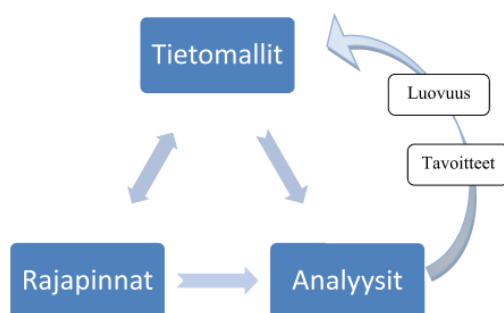 Tietomallit
Luovuus
Tavoitteet
Rajapinnat
Analyysit